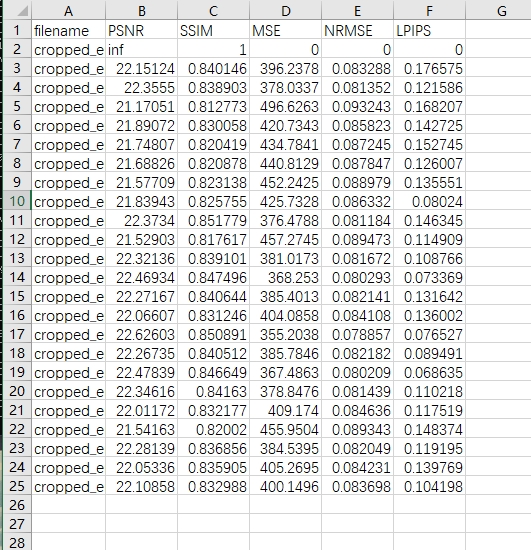 A B C D E F G
1 filename PSNR SSIM MSE NRMSE LPIPS
2 cropped_e inf 1 0 0 0
3 cropped_e 22.15124 0.840146 396.2378 0.083288 0.176575
4 cropped_e 22.3555 0.838903 378.0337 0.081352 0.121586
5 cropped_e 21.17051 0.812773 496.6263 0.093243 0.168207
6 cropped_e 21.89072 0.830058 420.7343 0.085823 0.142725
7 cropped_e 21.74807 0.820419 434.7841 0.087245 0.152745
8 cropped_e 21.68826 0.820878 440.8129 0.087847 0.126007
9 cropped_e 21.57709 0.823138 452.2425 0.088979 0.135551
10 cropped_e 21.83943 0.825755 425.7328 0.086332 0.08024
11 cropped_e 22.3734 0.851779 376.4788 0.081184 0.146345
12 cropped_e 21.52903 0.817617 457.2745 0.089473 0.114909
13 cropped_e 22.32136 0.839101 381.0173 0.081672 0.108766
14 cropped_e 22.46934 0.847496 368.253 0.080293 0.073369
15 cropped_e 22.27167 0.840644 385.4013 0.082141 0.131642
16 cropped_e 22.06607 0.831246 404.0858 0.084108 0.136002
17 cropped_e 22.62603 0.850891 355.2038 0.078857 0.076527
18 cropped_e 22.26735 0.840512 385.7846 0.082182 0.089491
19 cropped_e 22.47839 0.846649 367.4863 0.080209 0.068635
20 cropped_e 22.34616 0.84163 378.8476 0.081439 0.110218
21 cropped_e 22.01172 0.832177 409.174 0.084636 0.117519
22 cropped_e 21.54163 0.82002 455.9504 0.089343 0.148374
23 cropped_e 22.28139 0.836856 384.5395 0.082049 0.119195
24 cropped_e 22.05336 0.835905 405.2695 0.084231 0.139769
25 cropped_e 22.10858 0.832988 400.1496 0.083698 0.104198
26
27
28